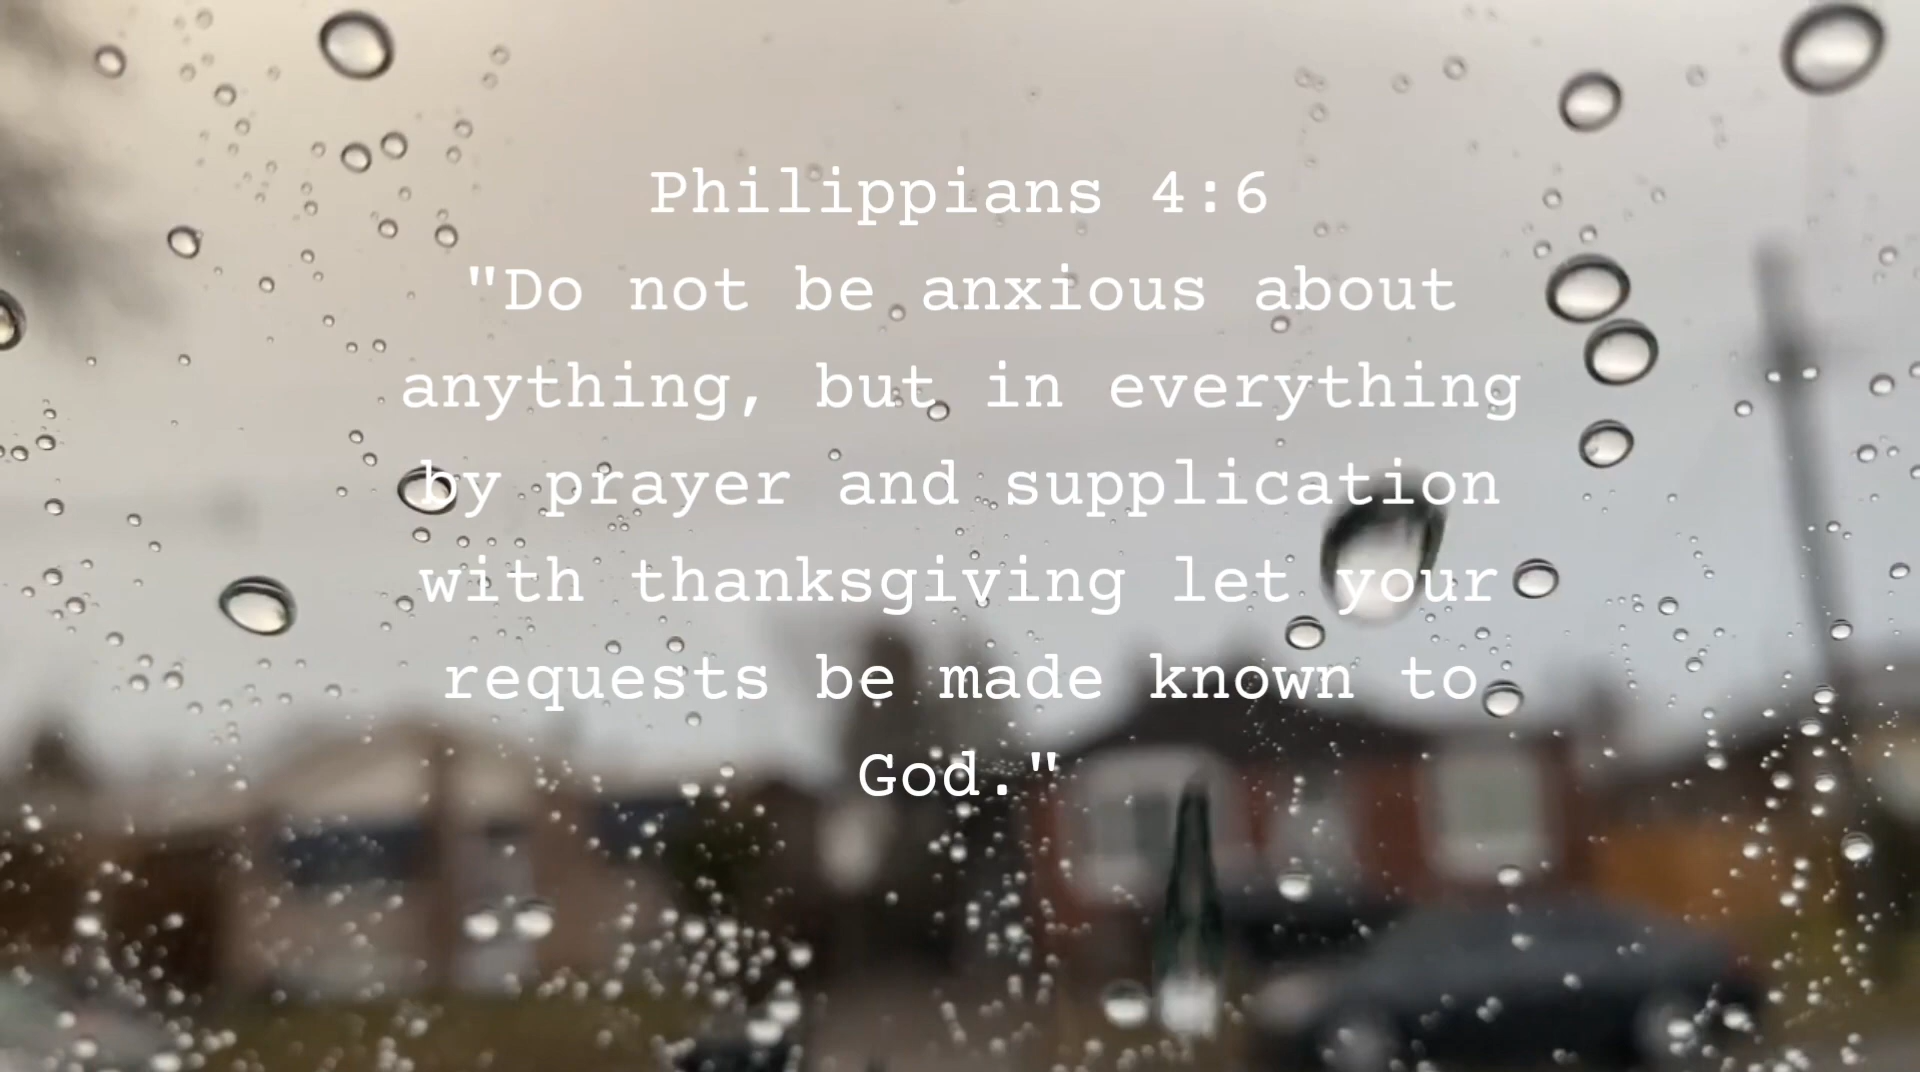 Philippians 4:6
"Do not be anxious about
anything, but in everything
by prayer and supplication
with thanksgiving let your
requests be made known to
God."